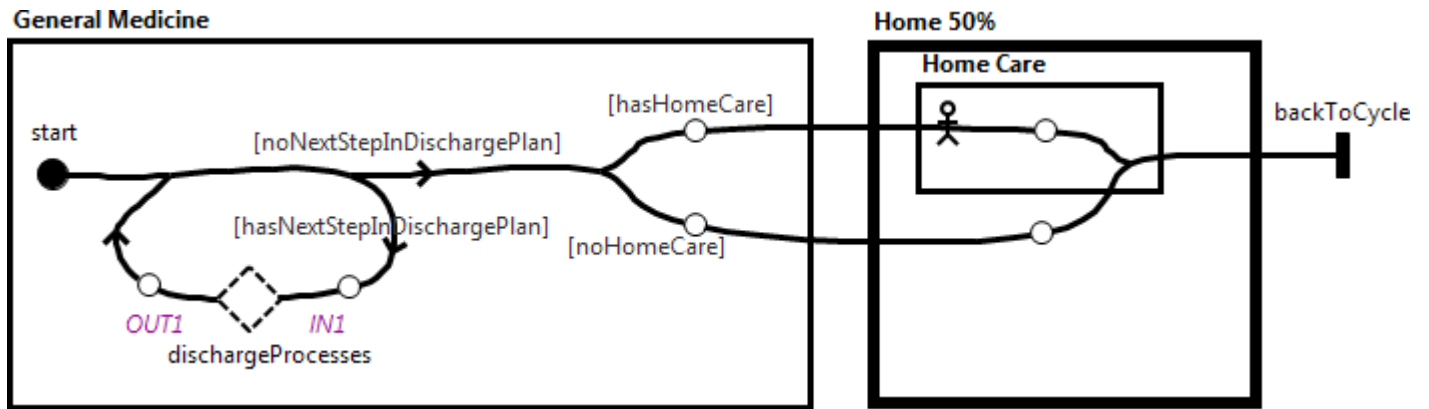 General Medicine
Home 50%
Home Care
[hasHomeCare]
backToCycle
start
[noNextStepInDischargePlan]
[hasNextStepInDischargePlan]
[noHomeCare]
OUT1
IN1
dischargeProcesses